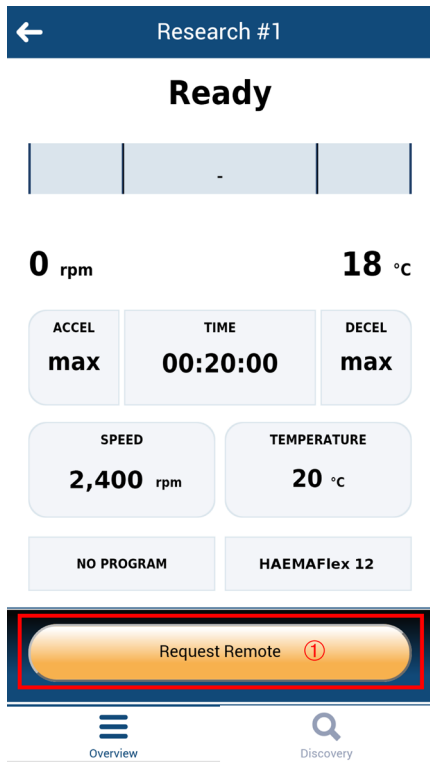 Research #1
Ready
-
0 rpm
18 °C
ACCEL
max
TIME
00:20:00
DECEL
max
SPEED
2,400 rpm
TEMPERATURE
20 °C
NO PROGRAM
HAEMAFlex 12
Request Remote ①
Overview
Discovery